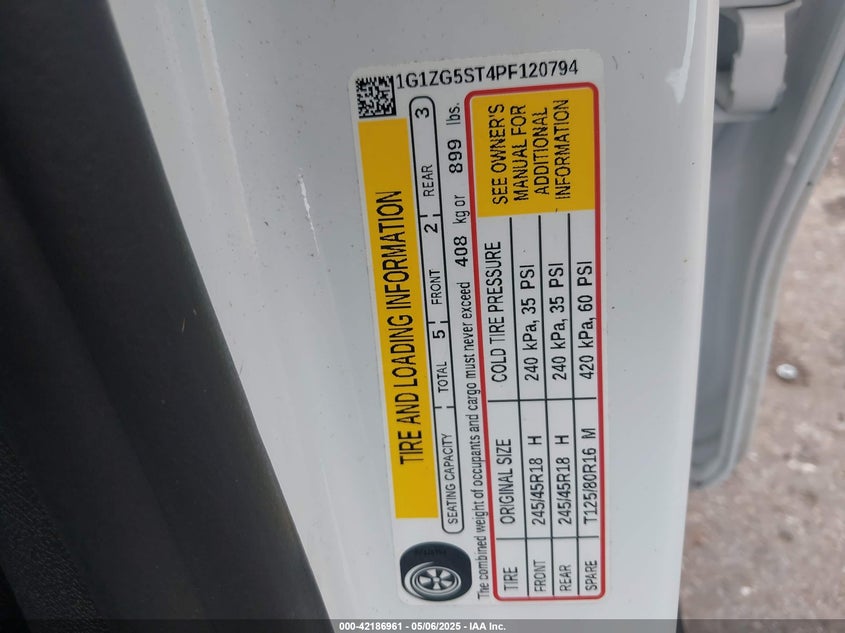 1G1ZG5ST4PF120794
TIRE AND LOADING INFORMATION
SEATING CAPACITY TOTAL 5 FRONT 2 REAR 3
The combined weight of occupants and cargo must never exceed 408 kg or 899 lbs.
TIRE ORIGINAL SIZE COLD TIRE PRESSURE
FRONT 245/45R18 H 240 kPa, 35 PSI
REAR 245/45R18 H 240 kPa, 35 PSI
SPARE T125/80R16 M 420 kPa, 60 PSI
SEE OWNER'S
MANUAL FOR
ADDITIONAL
INFORMATION
000-42186961 - 05/06/2025 - IAA Inc.